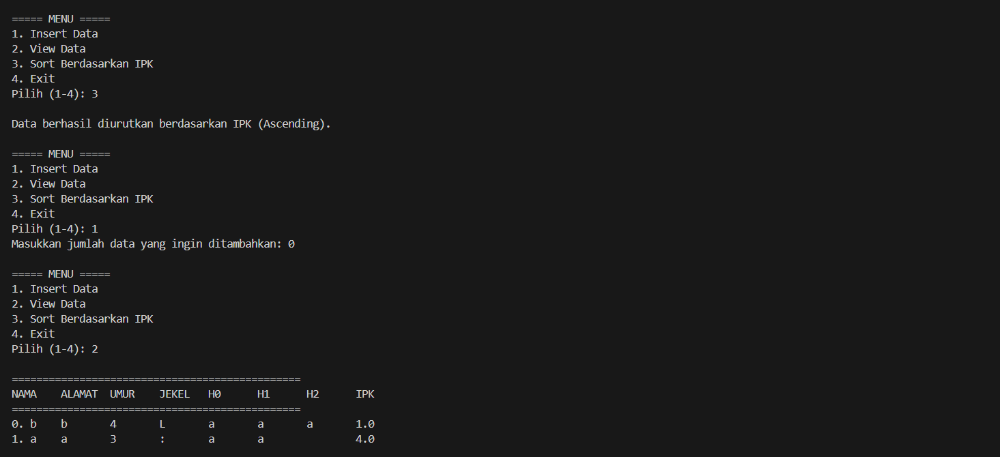 ===== MENU =====
1. Insert Data
2. View Data
3. Sort Berdasarkan IPK
4. Exit
Pilih (1-4): 3
Data berhasil diurutkan berdasarkan IPK (Ascending).
===== MENU =====
1. Insert Data
2. View Data
3. Sort Berdasarkan IPK
4. Exit
Pilih (1-4): 1
Masukkan jumlah data yang ingin ditambahkan: 0
===== MENU =====
1. Insert Data
2. View Data
3. Sort Berdasarkan IPK
4. Exit
Pilih (1-4): 2
===============================================
NAMA    ALAMAT  UMUR    JEKEL   H0      H1      H2      IPK
===============================================
0. b    b       4       L       a       a       a       1.0
1. a    a       3       :       a       a               4.0